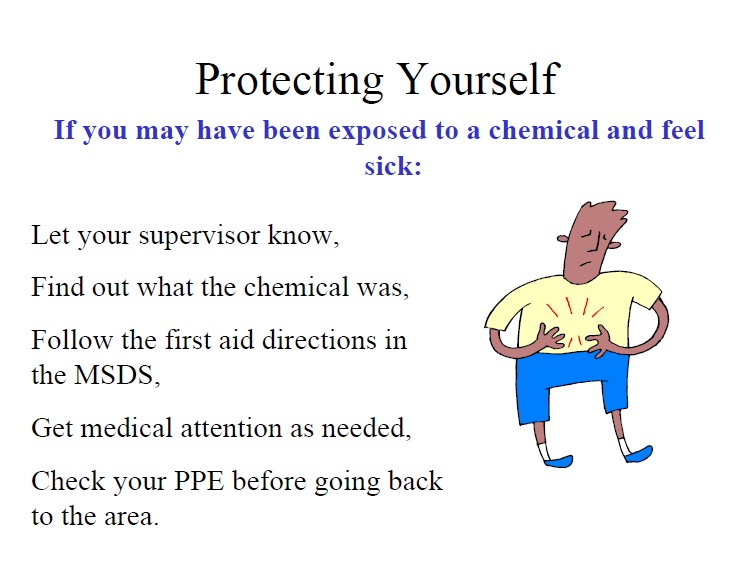 Protecting Yourself
If you may have been exposed to a chemical and feel
sick:
Let your supervisor know,
Find out what the chemical was,
Follow the first aid directions in
the MSDS,
Get medical attention as needed,
Check your PPE before going back
to the area.